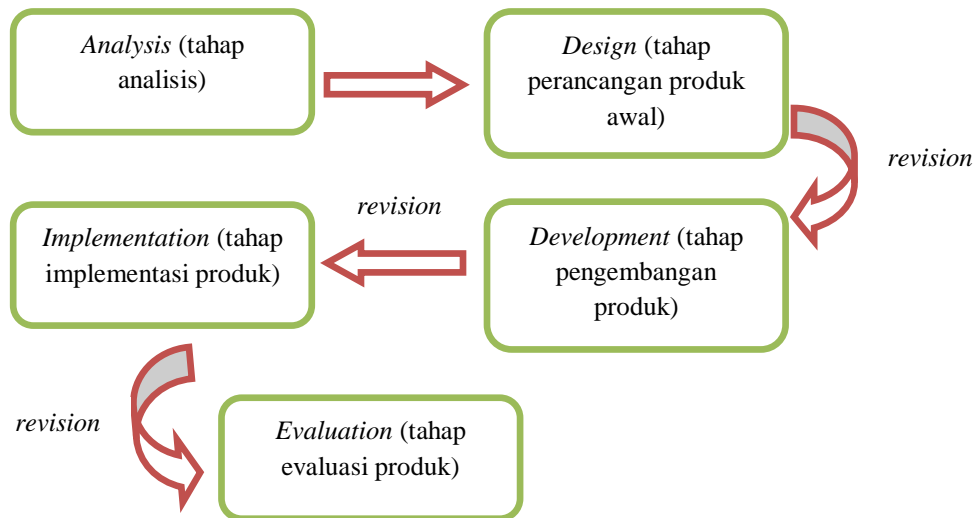 Analysis (tahap
analisis)
Design (tahap
perancangan produk
awal)
revision
Development (tahap
pengembangan
produk)
revision
Implementation (tahap
implementasi produk)
revision
Evaluation (tahap
evaluasi produk)